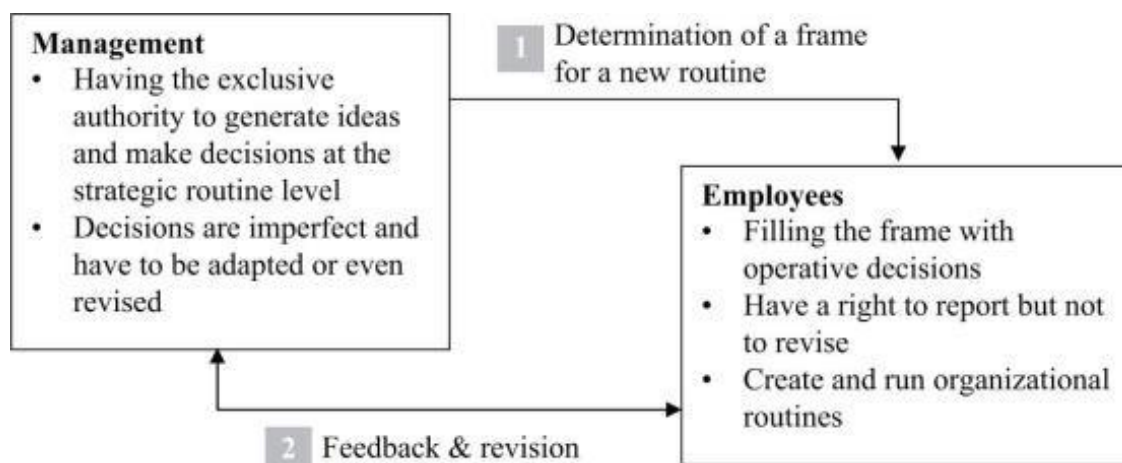 Management
• Having the exclusive
authority to generate ideas
and make decisions at the
strategic routine level
• Decisions are imperfect and
have to be adapted or even
revised
1 Determination of a frame
for a new routine
Employees
• Filling the frame with
operative decisions
• Have a right to report but not
to revise
• Create and run organizational
routines
2 Feedback & revision